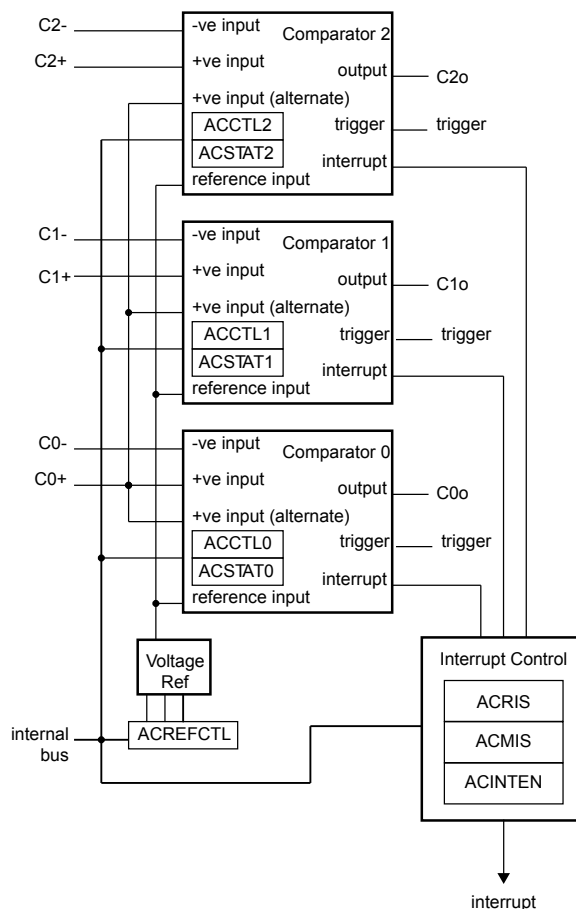 C2-
-ve input
Comparator 2
C2+
+ve input
output
C2o
+ve input (alternate)
ACCTL2
trigger
trigger
ACSTAT2
interrupt
reference input
C1-
-ve input
Comparator 1
C1+
+ve input
output
C1o
+ve input (alternate)
ACCTL1
trigger
trigger
ACSTAT1
interrupt
reference input
C0-
-ve input
Comparator 0
C0+
+ve input
output
C0o
+ve input (alternate)
ACCTL0
trigger
trigger
ACSTAT0
interrupt
reference input
Voltage
Ref
Interrupt Control
ACRIS
internal
bus
ACREFCTL
ACMIS
ACINTEN
interrupt